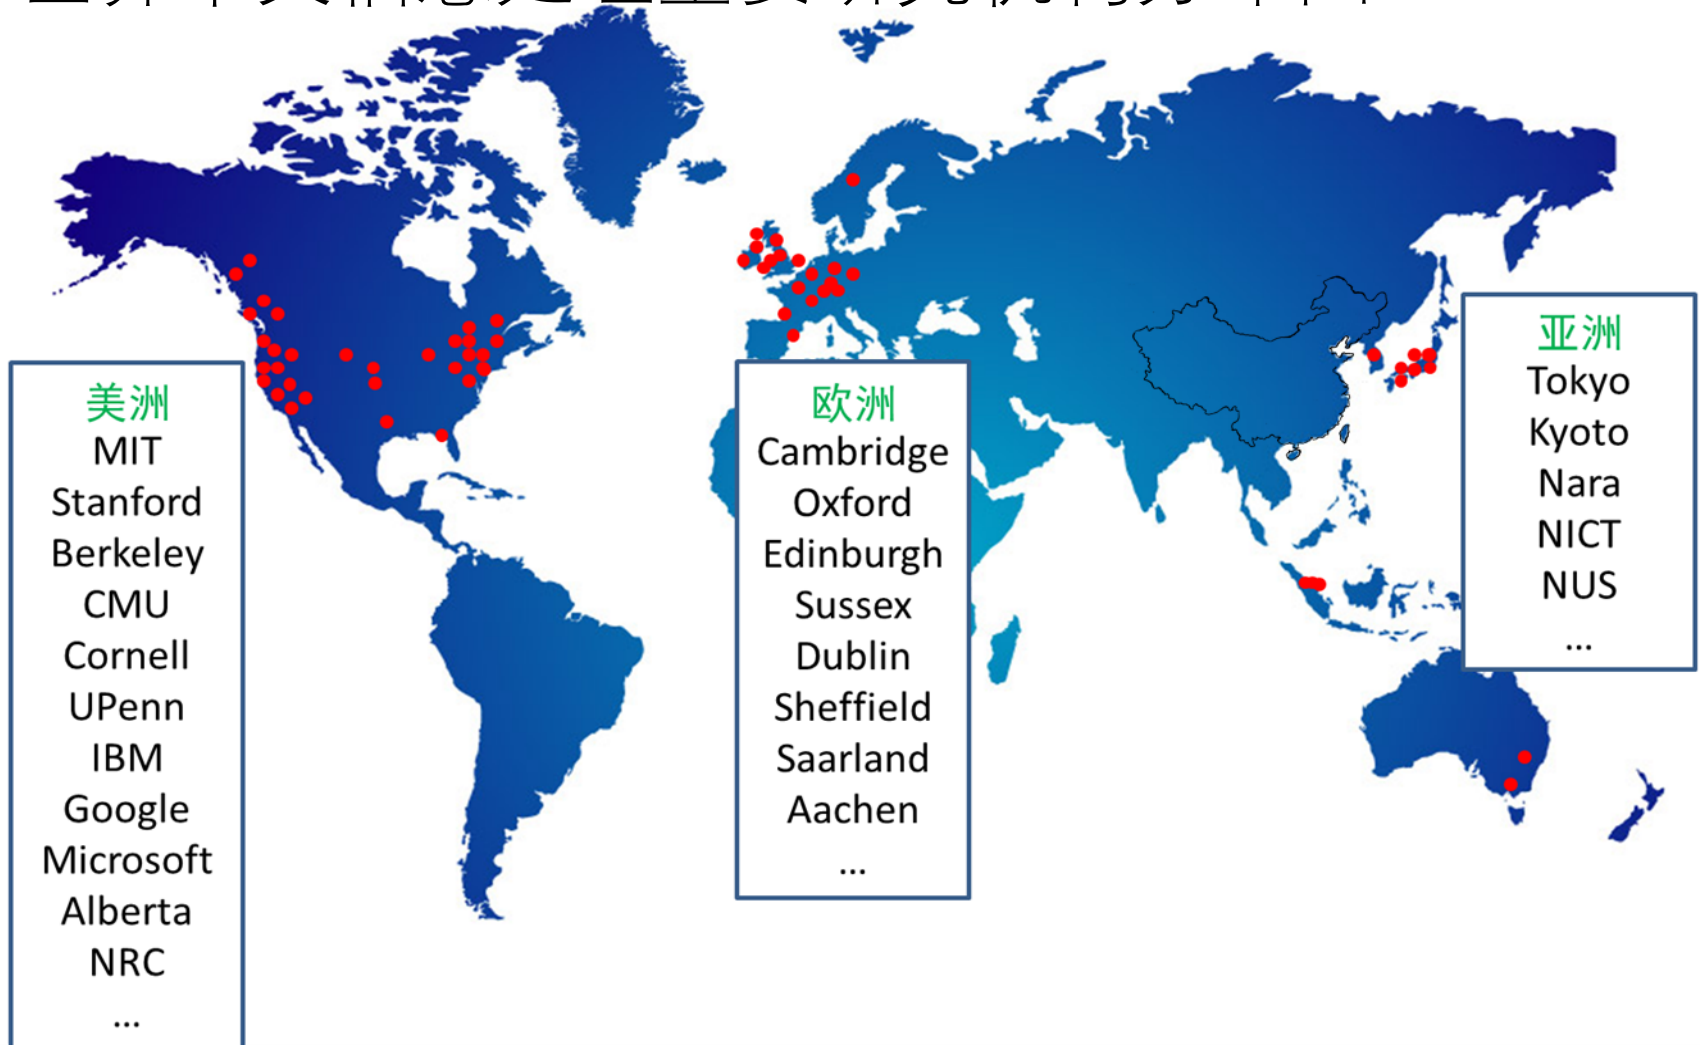 美洲
MIT
Stanford
Berkeley
CMU
Cornell
UPenn
IBM
Google
Microsoft
Alberta
NRC
...
欧洲
Cambridge
Oxford
Edinburgh
Sussex
Dublin
Sheffield
Saarland
Aachen
...
亚洲
Tokyo
Kyoto
Nara
NICT
NUS
...